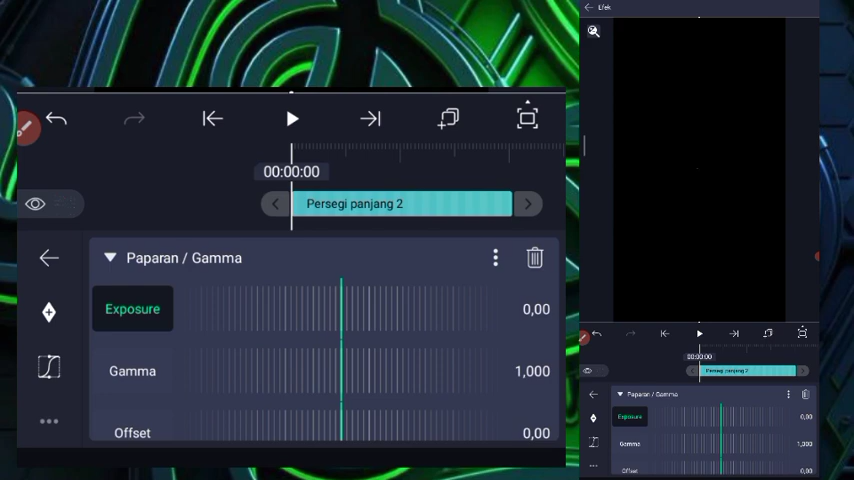 Efek
00:00:00
Persegi panjang 2
Paparan / Gamma
Exposure
0,00
Gamma
1,000
Offset
0,00
00:00:00
Persegi panjang 2
Paparan / Gamma
Exposure
0,00
Gamma
1,000
Offset
0,00